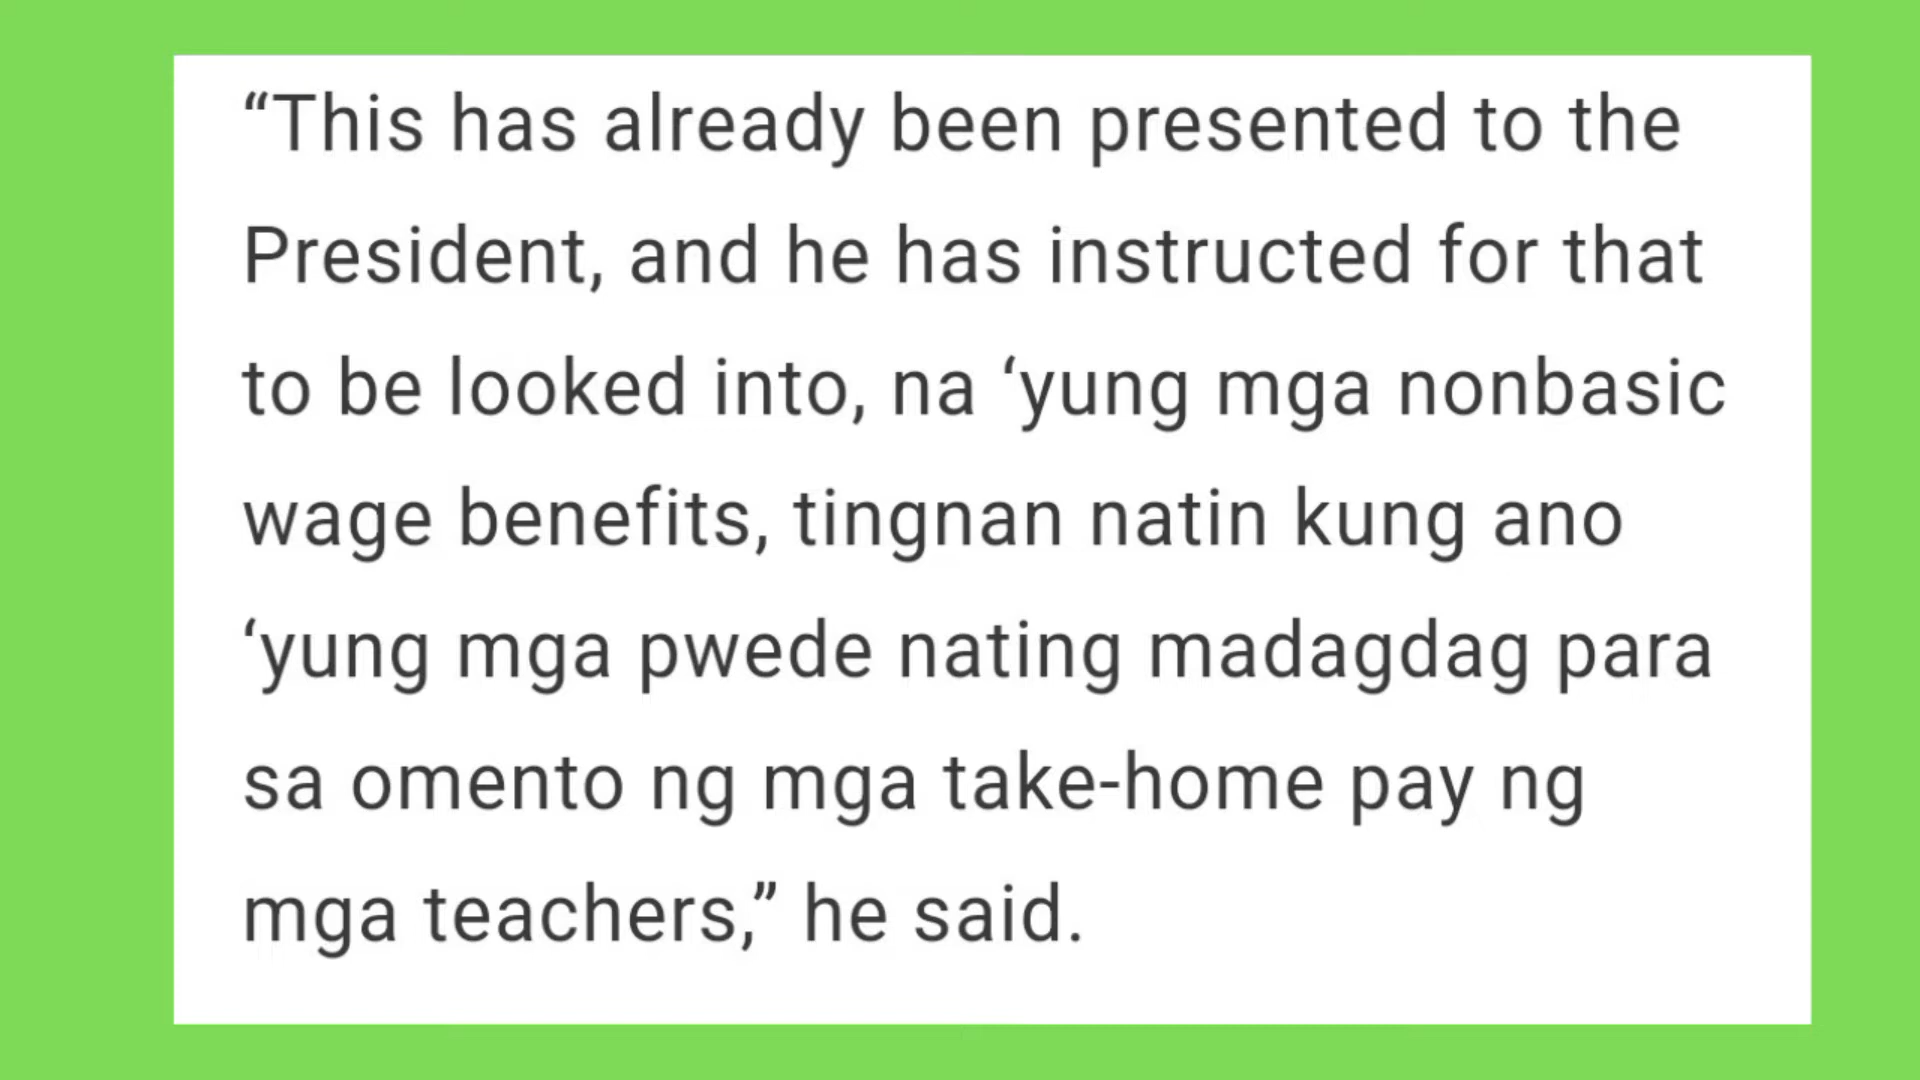 “This has already been presented to the
President, and he has instructed for that
to be looked into, na ‘yung mga nonbasic
wage benefits, tingnan natin kung ano
‘yung mga pwede nating madagdag para
sa omento ng mga take-home pay ng
mga teachers,” he said.